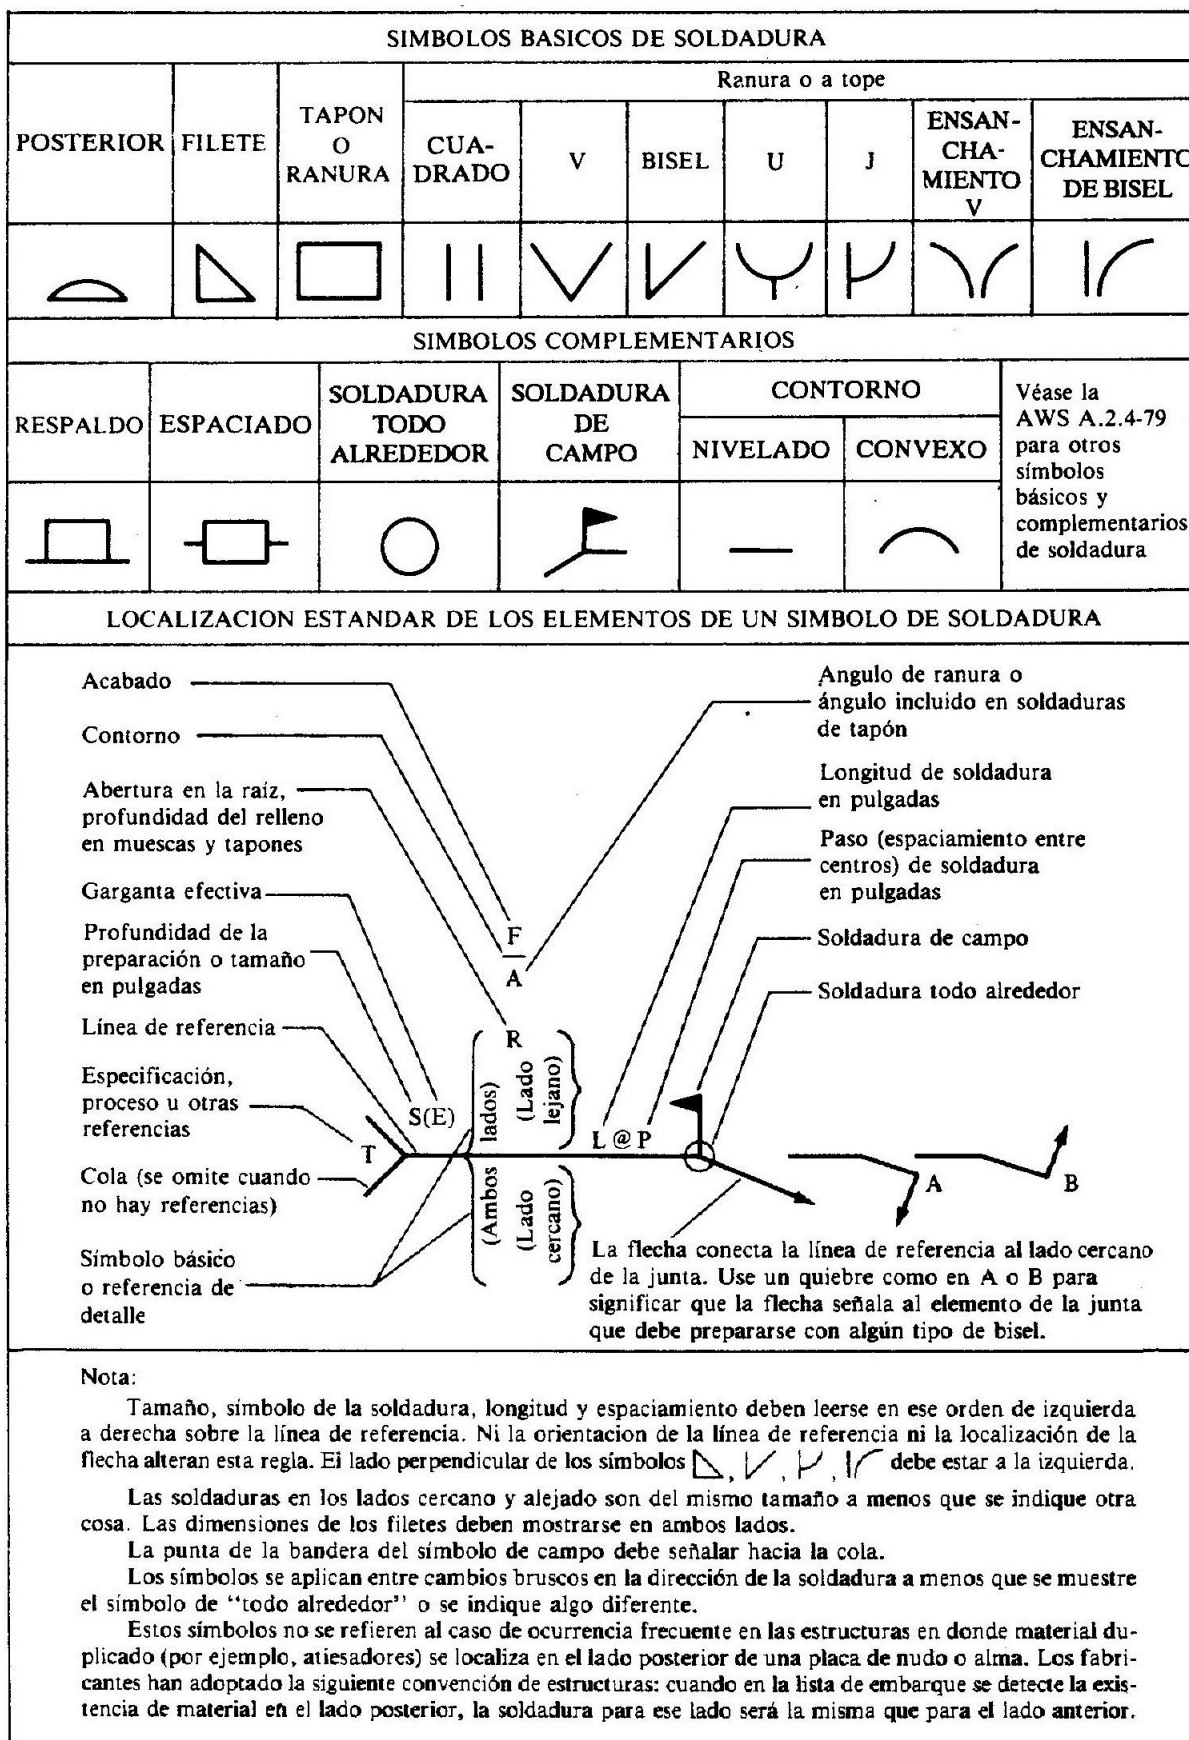 SIMBOLOS BASICOS DE SOLDADURA
POSTERIOR
FILETE
TAPON
O
RANURA
Ranura o a tope
CUA-
DRADO
V
BISEL
U
J
ENSAN-
CHA-
MIENTO
V
ENSAN-
CHAMIENTO
DE BISEL
SIMBOLOS COMPLEMENTARIOS
RESPALDO
ESPACIADO
SOLDADURA
TODO
ALREDEDOR
SOLDADURA
DE
CAMPO
CONTORNO
NIVELADO
CONVEXO
Véase la
AWS A.2.4-79
para otros
símbolos
básicos y
complementarios
de soldadura
LOCALIZACION ESTANDAR DE LOS ELEMENTOS DE UN SIMBOLO DE SOLDADURA
Acabado
Contorno
Abertura en la raíz,
profundidad del relleno
en muescas y tapones
Garganta efectiva
Profundidad de la
preparación o tamaño
en pulgadas
Línea de referencia
Especificación,
proceso u otras
referencias
Cola (se omite cuando
no hay referencias)
Símbolo básico
o referencia de
detalle
Angulo de ranura o
ángulo incluido en soldaduras
de tapón
Longitud de soldadura
en pulgadas
Paso (espaciamiento entre
centros) de soldadura
en pulgadas
Soldadura de campo
Soldadura todo alrededor
F
A
R
S(E)
T
(Ambos lados)
(Lado lejano)
(Lado cercano)
L @ P
A
B
La flecha conecta la línea de referencia al lado cercano
de la junta. Use un quiebre como en A o B para
significar que la flecha señala al elemento de la junta
que debe prepararse con algún tipo de bisel.
Nota:
Tamaño, símbolo de la soldadura, longitud y espaciamiento deben leerse en ese orden de izquierda
a derecha sobre la línea de referencia. Ni la orientacion de la línea de referencia ni la localización de la
flecha alteran esta regla. El lado perpendicular de los símbolos , , , debe estar a la izquierda.
Las soldaduras en los lados cercano y alejado son del mismo tamaño a menos que se indique otra
cosa. Las dimensiones de los filetes deben mostrarse en ambos lados.
La punta de la bandera del símbolo de campo debe señalar hacia la cola.
Los símbolos se aplican entre cambios bruscos en la dirección de la soldadura a menos que se muestre
el símbolo de "todo alrededor" o se indique algo diferente.
Estos símbolos no se refieren al caso de ocurrencia frecuente en las estructuras en donde material du-
plicado (por ejemplo, atiesadores) se localiza en el lado posterior de una placa de nudo o alma. Los fabri-
cantes han adoptado la siguiente convención de estructuras: cuando en la lista de embarque se detecte la exis-
tencia de material en el lado posterior, la soldadura para ese lado será la misma que para el lado anterior.